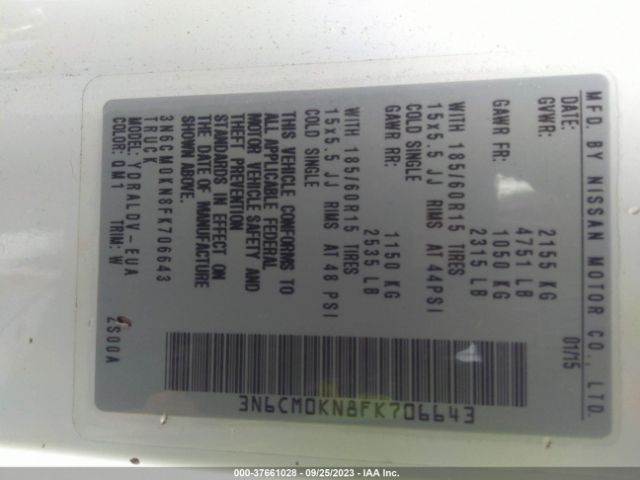 MFD. BY NISSAN MOTOR CO., LTD.
DATE: 01/15
GVWR: 2155 KG
4751 LB
GAWR FR: 1050 KG
2315 LB
WITH 185/60R15 TIRES
15x5.5 JJ RIMS AT 44PSI
COLD SINGLE
GAWR RR: 1150 KG
2535 LB
WITH 185/60R15 TIRES
15x5.5 JJ RIMS AT 48 PSI
COLD SINGLE
THIS VEHICLE CONFORMS TO
ALL APPLICABLE FEDERAL
MOTOR VEHICLE SAFETY AND
THEFT PREVENTION
STANDARDS IN EFFECT ON
THE DATE OF MANUFACTURE
SHOWN ABOVE.
3N6CM0KN8FK706643
TRUCK
MODEL: YDRALDV-EUA
COLOR: QM1 TRIM: W 2S00A
3N6CM0KN8FK706643
000-37661028 - 09/25/2023 - IAA Inc.